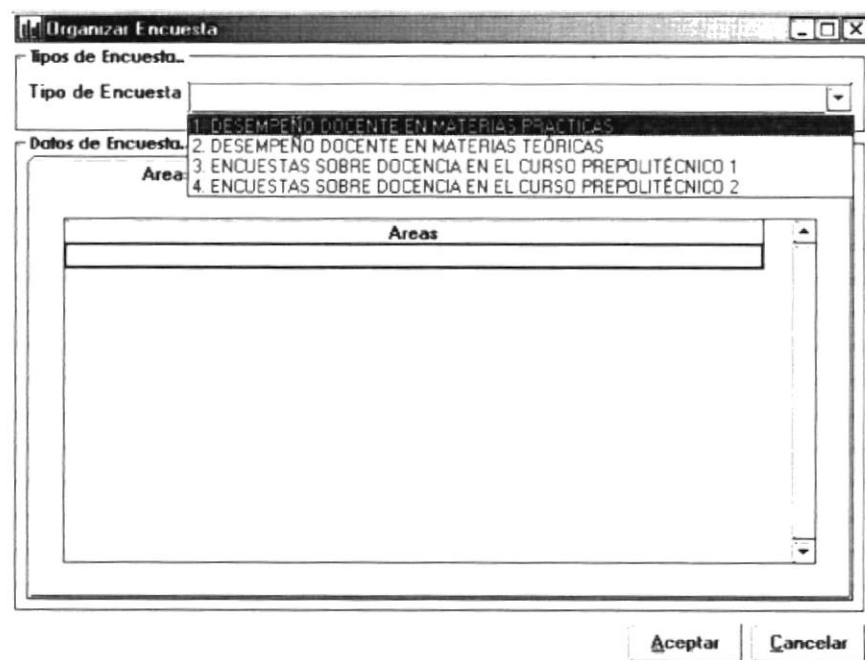 Organizar Encuesta
Tipos de Encuesta..
Tipo de Encuesta
1. DESEMPEÑO DOCENTE EN MATERIAS PRÁCTICAS
2. DESEMPEÑO DOCENTE EN MATERIAS TEÓRICAS
3. ENCUESTAS SOBRE DOCENCIA EN EL CURSO PREPOLITÉCNICO 1
4. ENCUESTAS SOBRE DOCENCIA EN EL CURSO PREPOLITÉCNICO 2
Datos de Encuesta..
Area
Areas
Aceptar Cancelar